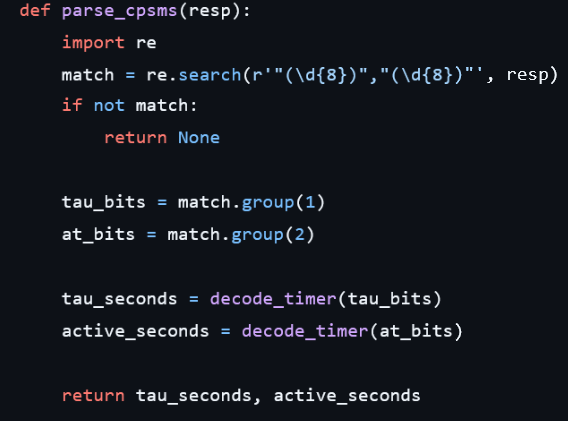 def parse_cpsms(resp):
    import re
    match = re.search(r'"(\d{8})","(\d{8})"', resp)
    if not match:
        return None

    tau_bits = match.group(1)
    at_bits = match.group(2)

    tau_seconds = decode_timer(tau_bits)
    active_seconds = decode_timer(at_bits)

    return tau_seconds, active_seconds